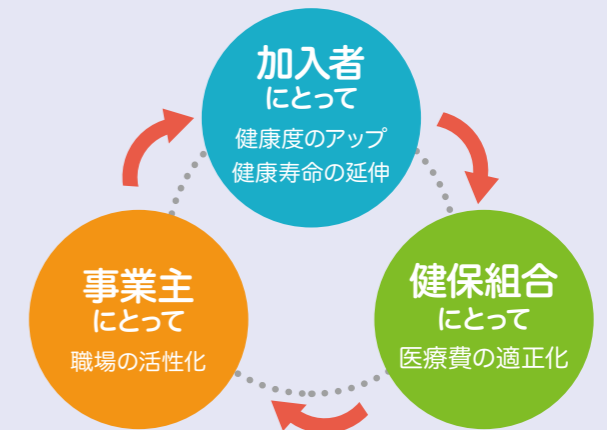 加入者
にとって
健康度のアップ
健康寿命の延伸
事業主
にとって
職場の活性化
健保組合
にとって
医療費の適正化